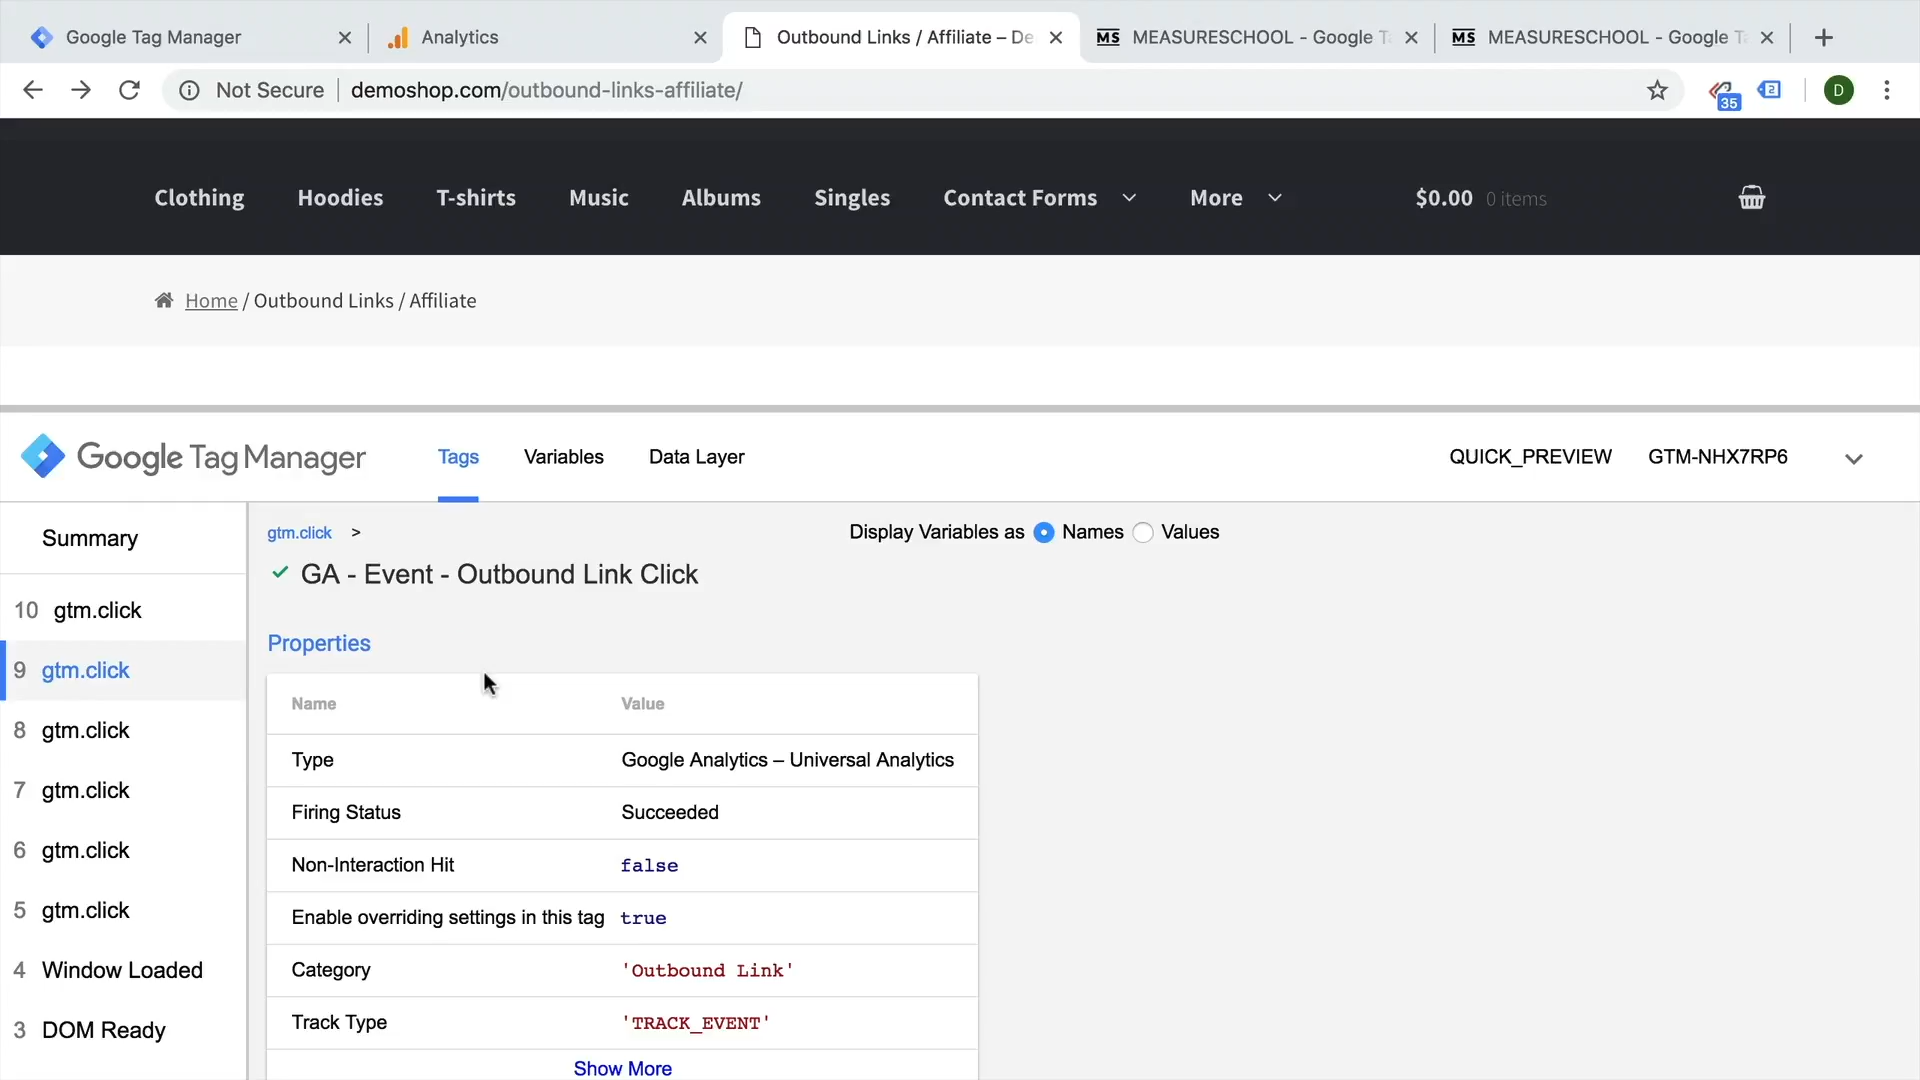 Google Tag Manager
Analytics
Outbound Links / Affiliate – De
MS MEASURESCHOOL - Google T
MS MEASURESCHOOL - Google T
Not Secure
demoshop.com/outbound-links-affiliate/
35
2
D
Clothing
Hoodies
T-shirts
Music
Albums
Singles
Contact Forms
More
$0.00 0 items
Home / Outbound Links / Affiliate
Google Tag Manager
Tags
Variables
Data Layer
QUICK_PREVIEW
GTM-NHX7RP6
Summary
10 gtm.click
9 gtm.click
8 gtm.click
7 gtm.click
6 gtm.click
5 gtm.click
4 Window Loaded
3 DOM Ready
gtm.click >
Display Variables as Names Values
GA - Event - Outbound Link Click
Properties
Name Value
Type Google Analytics – Universal Analytics
Firing Status Succeeded
Non-Interaction Hit false
Enable overriding settings in this tag true
Category 'Outbound Link'
Track Type 'TRACK_EVENT'
Show More